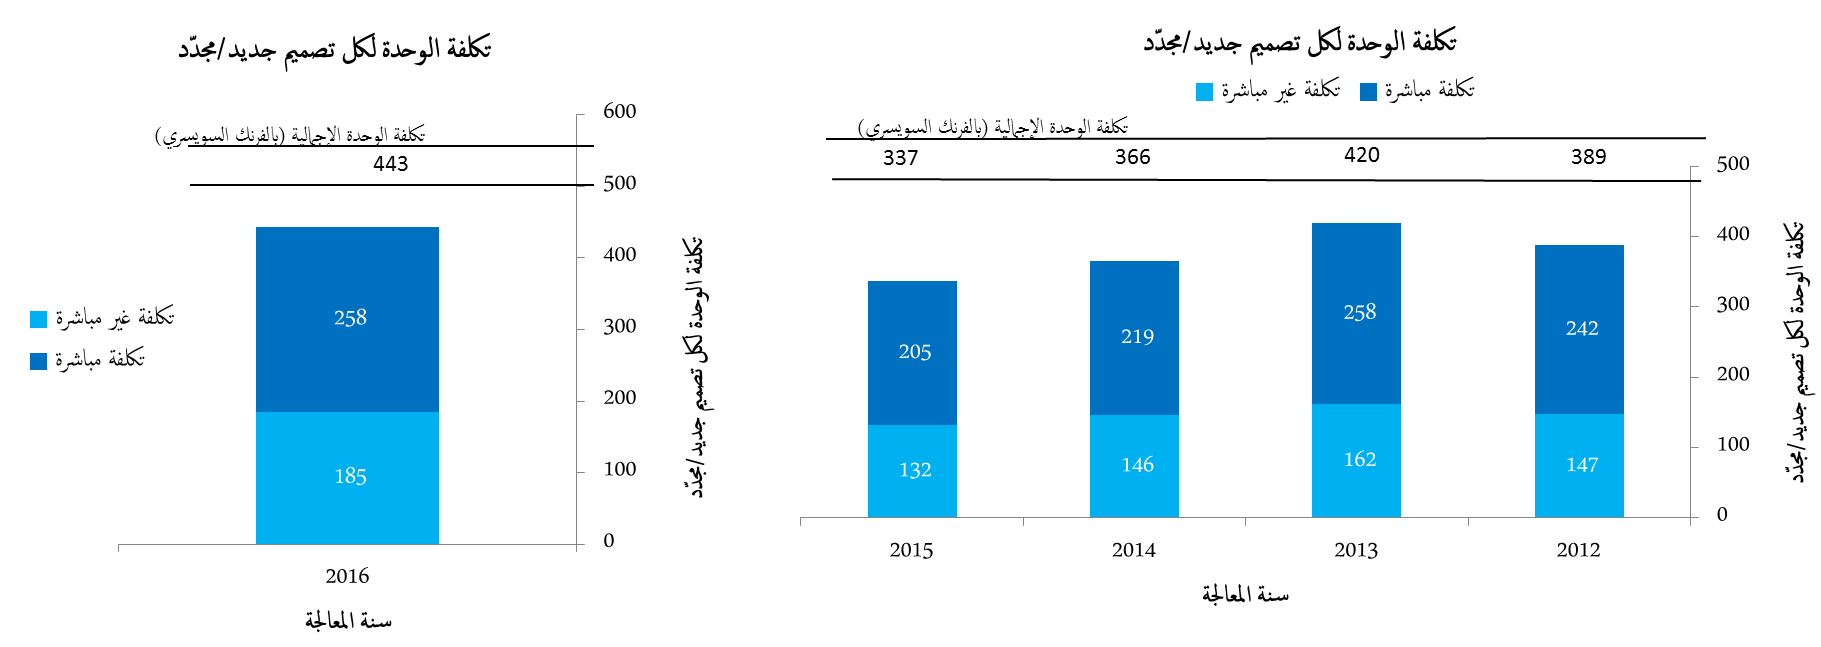 تكلفة الوحدة لكل تصميم جديد/مجدّد
تكلفة مباشرة
تكلفة غير مباشرة
تكلفة الوحدة الإجمالية (بالفرنك السويسري)
389 420 366 337
500
400
300
200
100
0
تكلفة الوحدة لكل تصميم جديد/مجدّد
242 258 219 205
147 162 146 132
2012 2013 2014 2015
سنة المعالجة
تكلفة الوحدة لكل تصميم جديد/مجدّد
تكلفة الوحدة الإجمالية (بالفرنك السويسري)
443
600
500
400
300
200
100
0
تكلفة الوحدة لكل تصميم جديد/مجدّد
258
185
تكلفة غير مباشرة
تكلفة مباشرة
2016
سنة المعالجة